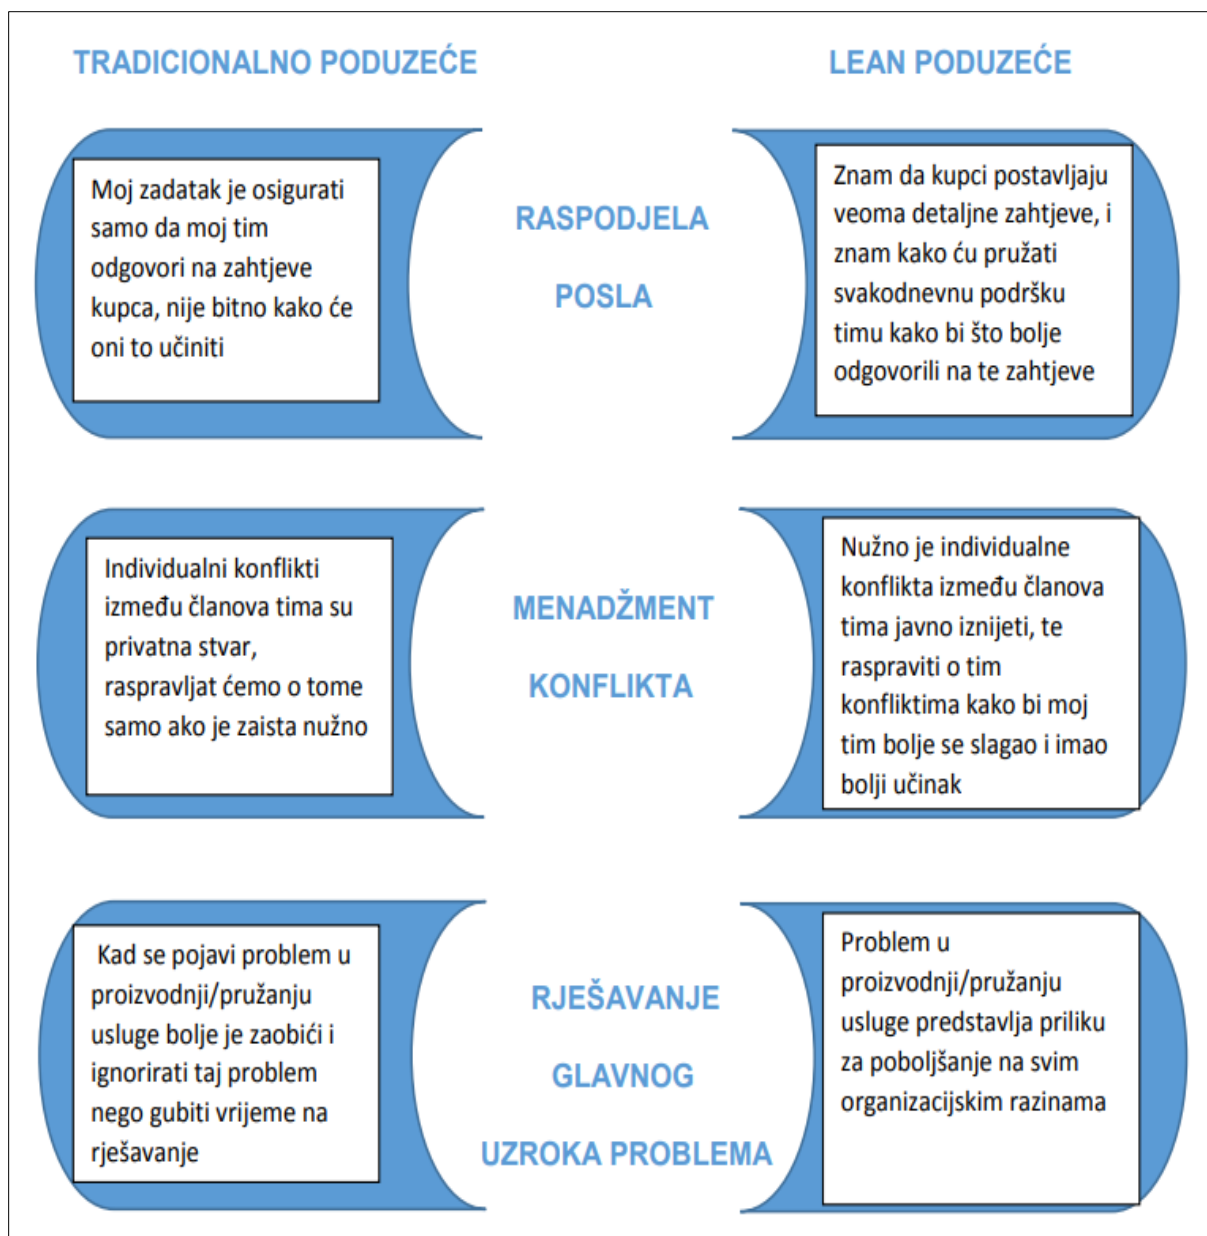 TRADICIONALNO PODUZEĆE
LEAN PODUZEĆE
Moj zadatak je osigurati
samo da moj tim
odgovori na zahtjeve
kupca, nije bitno kako će
oni to učiniti
RASPODJELA
POSLA
Znam da kupci postavljaju
veoma detaljne zahtjeve, i
znam kako ću pružati
svakodnevnu podršku
timu kako bi što bolje
odgovorili na te zahtjeve
Individualni konflikti
između članova tima su
privatna stvar,
raspravljat ćemo o tome
samo ako je zaista nužno
MENADŽMENT
KONFLIKTA
Nužno je individualne
konflikta između članova
tima javno iznijeti, te
raspraviti o tim
konfliktima kako bi moj
tim bolje se slagao i imao
bolji učinak
Kad se pojavi problem u
proizvodnji/pružanju
usluge bolje je zaobići i
ignorirati taj problem
nego gubiti vrijeme na
rješavanje
RJEŠAVANJE
GLAVNOG
UZROKA PROBLEMA
Problem u
proizvodnji/pružanju
usluge predstavlja priliku
za poboljšanje na svim
organizacijskim razinama